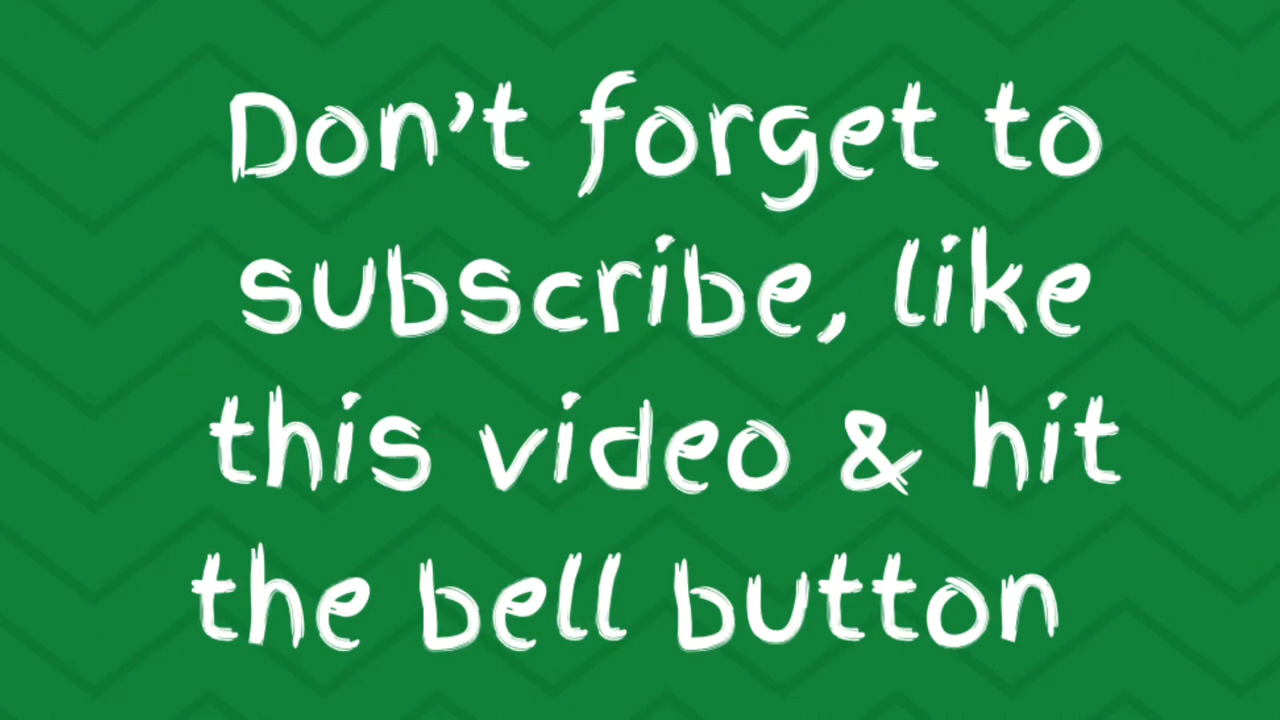 Don't forget to
subscribe, like
this video & hit
the bell button